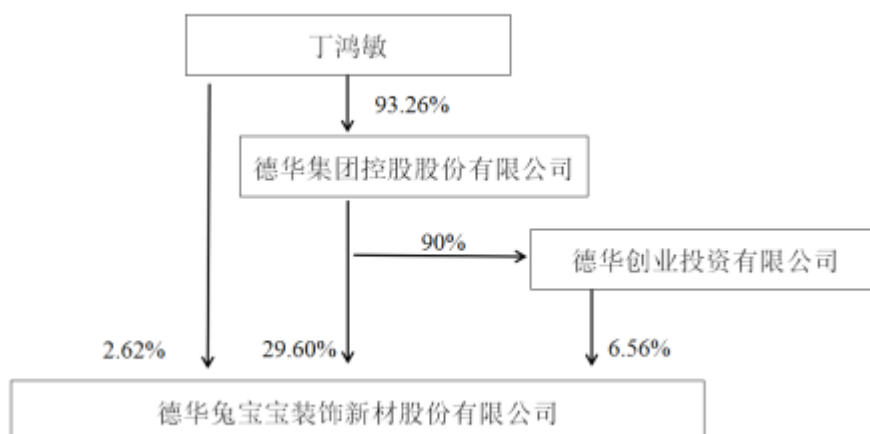 丁鸿敏
93.26%
德华集团控股股份有限公司
90%
德华创业投资有限公司
2.62%
29.60%
6.56%
德华兔宝宝装饰新材股份有限公司